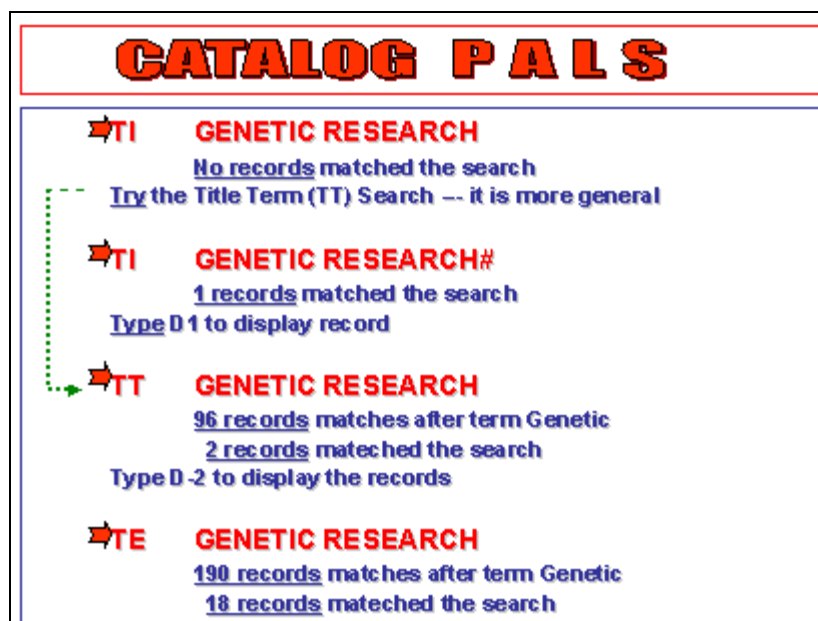 CATALOG PALS
TI GENETIC RESEARCH
No records matched the search
Try the Title Term (TT) Search --- it is more general
TI GENETIC RESEARCH#
1 records matched the search
Type D 1 to display record
TT GENETIC RESEARCH
96 records matches after term Genetic
2 records mateched the search
Type D -2 to display the records
TE GENETIC RESEARCH
190 records matches after term Genetic
18 records mateched the search